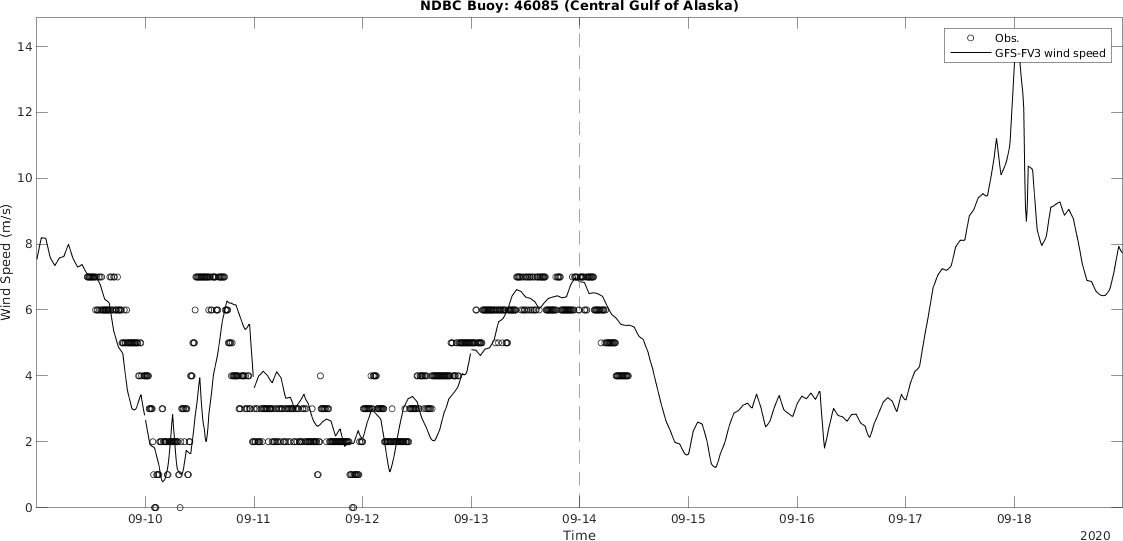 NDBC Buoy: 46085 (Central Gulf of Alaska)
Obs.
GFS-FV3 wind speed
Wind Speed (m/s)
14
12
10
8
6
4
2
0
09-10 09-11 09-12 09-13 09-14 09-15 09-16 09-17 09-18
Time
2020